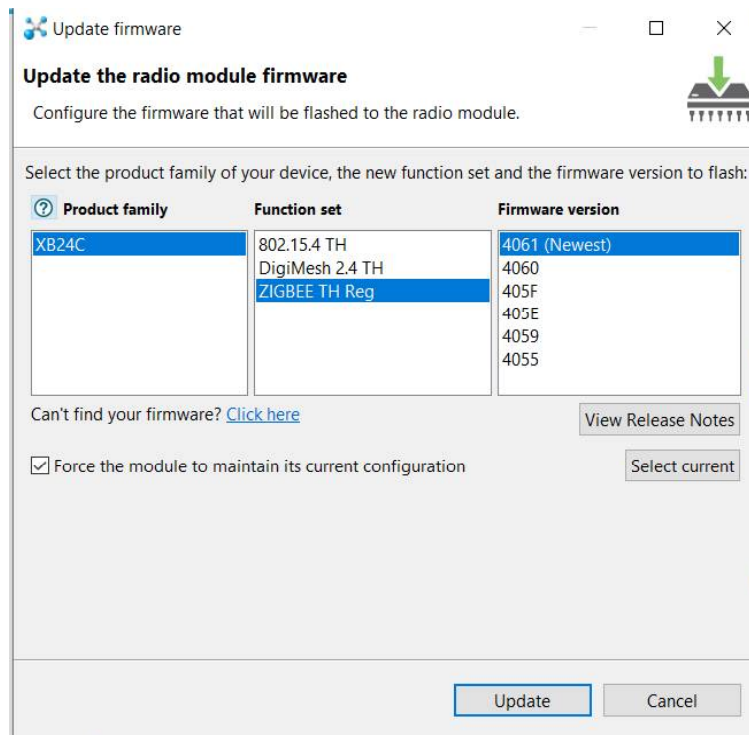 Update firmware
Update the radio module firmware
Configure the firmware that will be flashed to the radio module.
Select the product family of your device, the new function set and the firmware version to flash:
Product family
XB24C
Function set
802.15.4 TH
DigiMesh 2.4 TH
ZIGBEE TH Reg
Firmware version
4061 (Newest)
4060
405F
405E
4059
4055
Can't find your firmware? Click here
View Release Notes
Force the module to maintain its current configuration
Select current
Update
Cancel